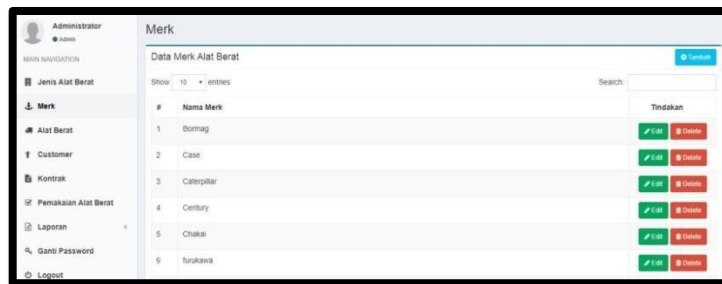 Administrator
Admin
MAIN NAVIGATION
Jenis Alat Berat
Merk
Alat Berat
Customer
Kontrak
Pemakaian Alat Berat
Laporan <
Ganti Password
Logout
Merk
Data Merk Alat Berat
Tambah
Show 10 entries
Search:
# Nama Merk Tindakan
1 Bormag Edit Delete
2 Case Edit Delete
3 Caterpillar Edit Delete
4 Century Edit Delete
5 Chakai Edit Delete
6 furukawa Edit Delete